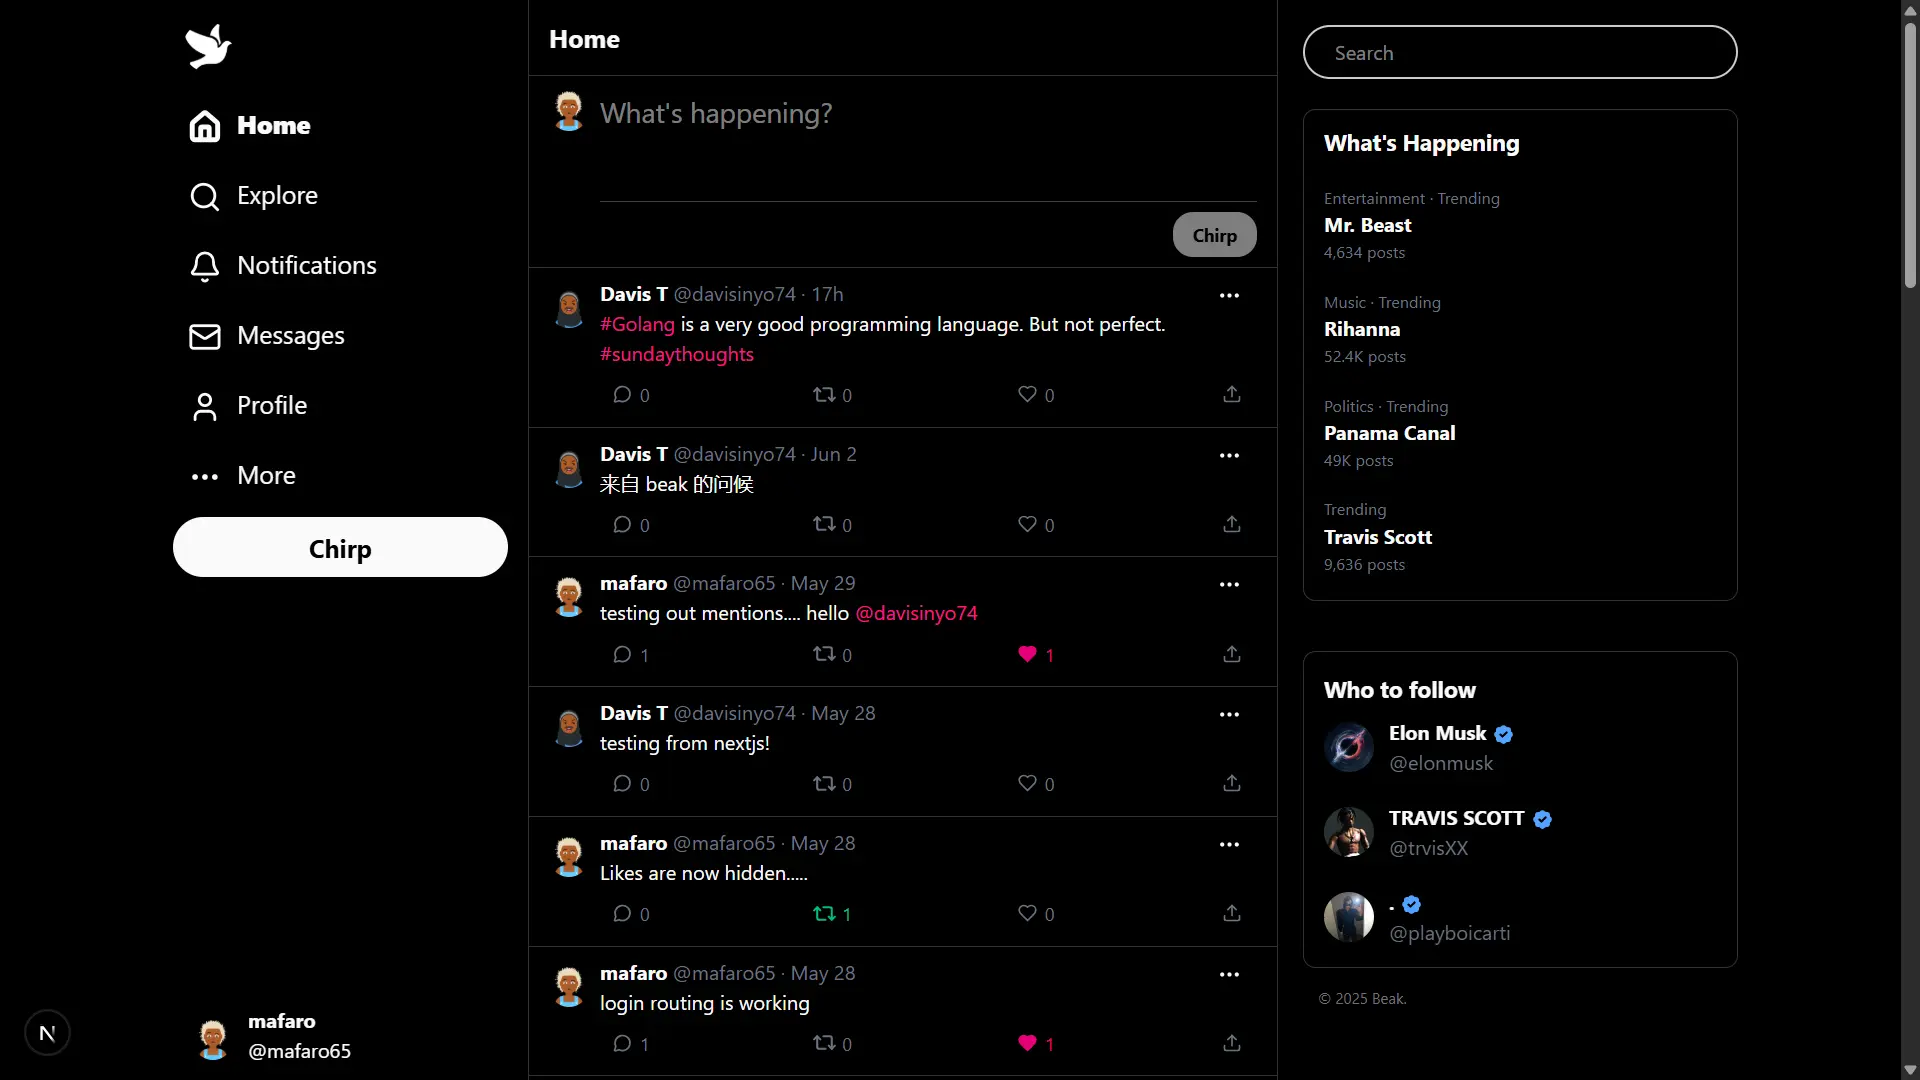 Home
Explore
Notifications
Messages
Profile
More
Chirp
mafaro
@mafaro65
N
Home
What's happening?
Chirp
Davis T @davisinyo74 · 17h
#Golang is a very good programming language. But not perfect.
#sundaythoughts
0 0 0
Davis T @davisinyo74 · Jun 2
来自 beak 的问候
0 0 0
mafaro @mafaro65 · May 29
testing out mentions.... hello @davisinyo74
1 0 1
Davis T @davisinyo74 · May 28
testing from nextjs!
0 0 0
mafaro @mafaro65 · May 28
Likes are now hidden.....
0 1 0
mafaro @mafaro65 · May 28
login routing is working
1 0 1
Search
What's Happening
Entertainment · Trending
Mr. Beast
4,634 posts
Music · Trending
Rihanna
52.4K posts
Politics · Trending
Panama Canal
49K posts
Trending
Travis Scott
9,636 posts
Who to follow
Elon Musk
@elonmusk
TRAVIS SCOTT
@trvisXX
.
@playboicarti
© 2025 Beak.